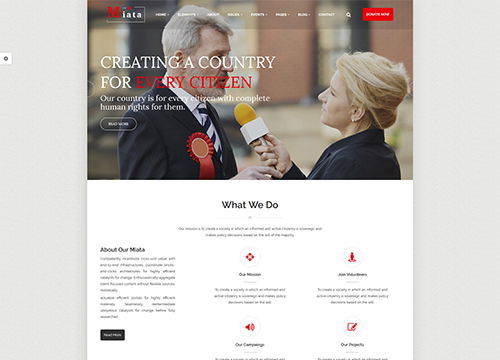 Miata
HOME ELEMENTS ABOUT ISSUES EVENTS PAGES BLOG CONTACT
DONATE NOW
CREATING A COUNTRY
FOR EVERY CITIZEN
Our country is for every citizen with complete
human rights for them.
READ MORE
What We Do
Our mission is to create a society in which an informed and active citizenry is sovereign and
makes policy decisions based on the will of the majority.
About Our Miata
Competently incentivize cross-unit value with
end-to-end infrastructures. coordinate bricks-
and-clicks architectures for highly efficient
catalysts for change. Enthusiastically aggregate
client focused content without flexible sources.
Holistically
actualize efficient portals for highly efficient
materials. Seamlessly reintermediate
ubiquitous catalysts for change before fully
researched.
Read More
Our Mission
To create a society in which an informed
and active citizenry is sovereign and makes
policy decisions based on the will.
Join Volunteers
To create a society in which an informed
and active citizenry is sovereign and makes
policy decisions based on the will.
Our Campaings
To create a society in which an informed
Our Projects
To create a society in which an informed